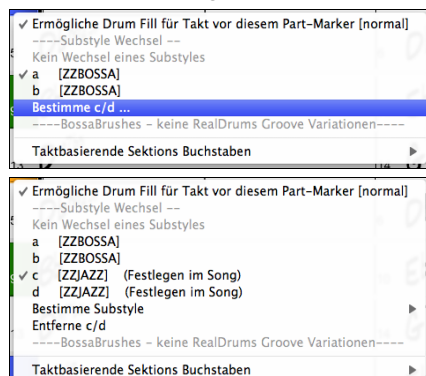 Ermögliche Drum Fill für Takt vor diesem Part-Marker [normal]
----Substyle Wechsel --
Kein Wechsel eines Substyles
a [ZZBOSSA]
b [ZZBOSSA]
Bestimme c/d ...
----BossaBrushes - keine RealDrums Groove Variationen----
Taktbasierende Sektions Buchstaben
Ermögliche Drum Fill für Takt vor diesem Part-Marker [normal]
----Substyle Wechsel --
Kein Wechsel eines Substyles
a [ZZBOSSA]
b [ZZBOSSA]
c [ZZJAZZ] (Festlegen im Song)
d [ZZJAZZ] (Festlegen im Song)
Bestimme Substyle
Entferne c/d
----BossaBrushes - keine RealDrums Groove Variationen----
Taktbasierende Sektions Buchstaben